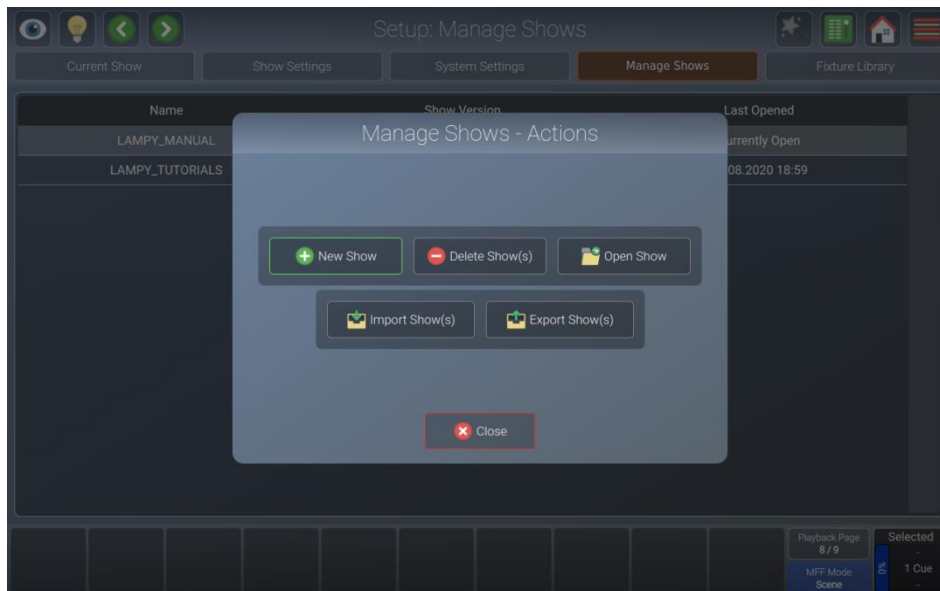 Setup: Manage Shows
Current Show
Show Settings
System Settings
Manage Shows
Fixture Library
Name
Show Version
Last Opened
LAMPY_MANUAL
urrently Open
LAMPY_TUTORIALS
08.2020 18:59
Manage Shows - Actions
New Show
Delete Show(s)
Open Show
Import Show(s)
Export Show(s)
Close
Playback Page
8 / 9
MFF Mode
Scene
0%
Selected
-
1 Cue
-